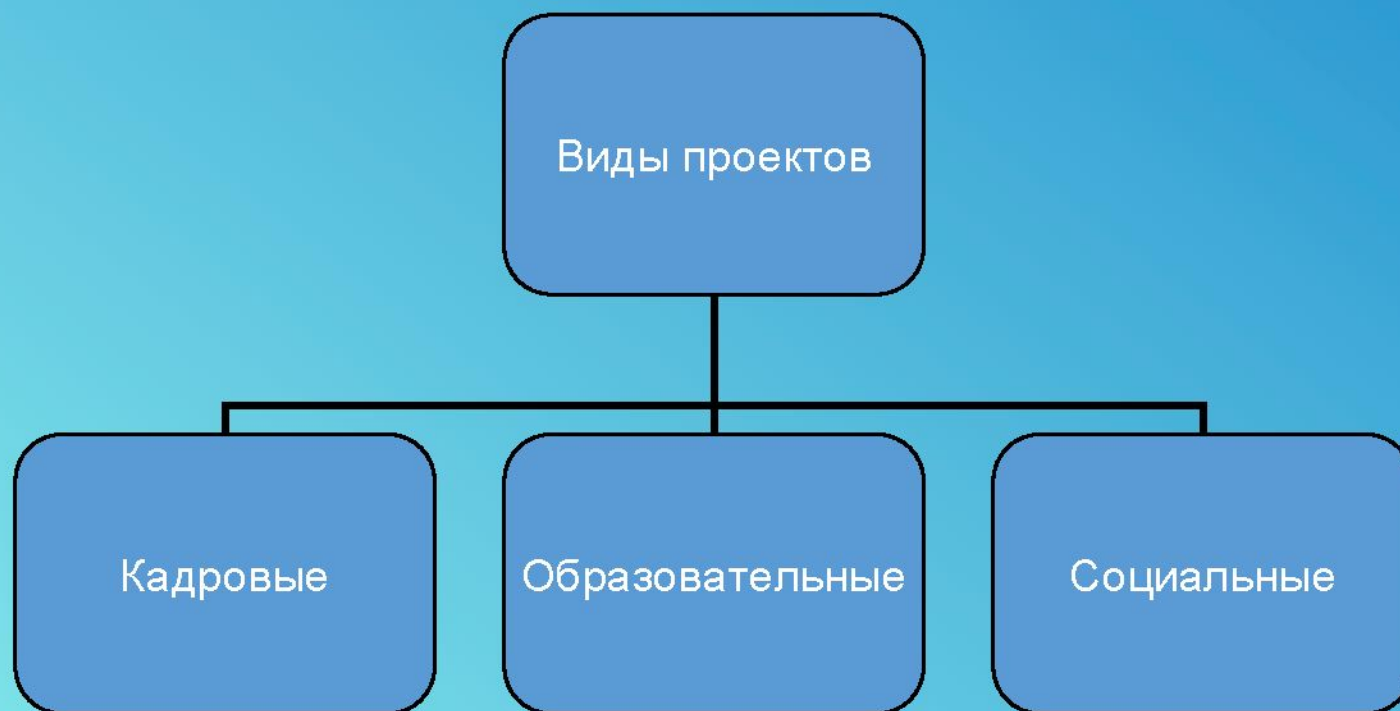 Виды проектов
Кадровые
Образовательные
Социальные